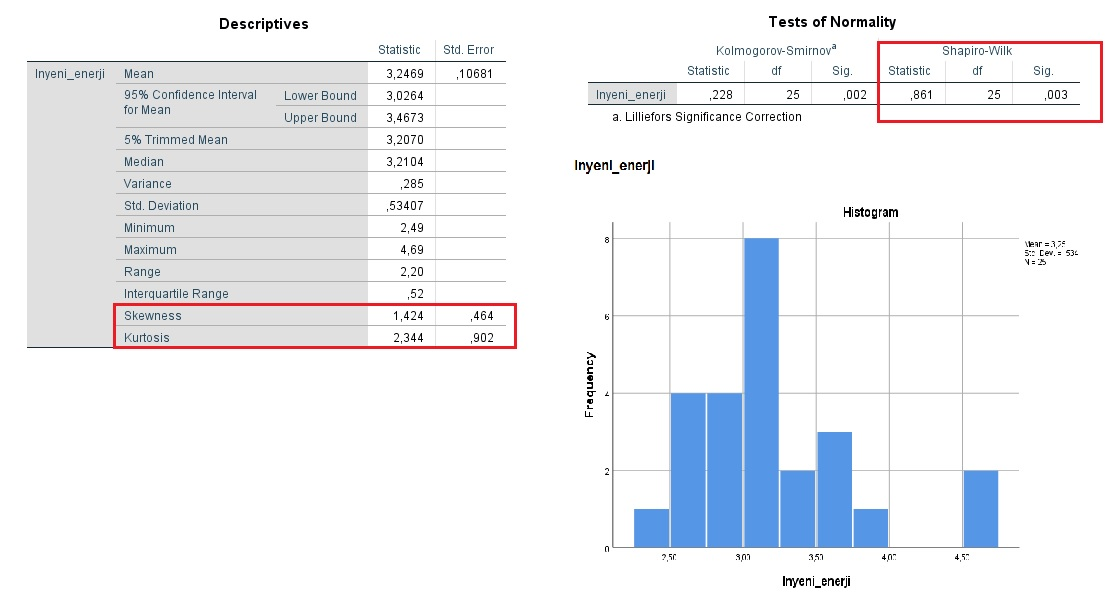 Descriptives
Statistic Std. Error
lnyeni_enerji Mean 3,2469 ,10681
95% Confidence Interval for Mean Lower Bound 3,0264
Upper Bound 3,4673
5% Trimmed Mean 3,2070
Median 3,2104
Variance ,285
Std. Deviation ,53407
Minimum 2,49
Maximum 4,69
Range 2,20
Interquartile Range ,52
Skewness 1,424 ,464
Kurtosis 2,344 ,902
Tests of Normality
Kolmogorov-Smirnovᵃ Shapiro-Wilk
Statistic df Sig. Statistic df Sig.
lnyeni_enerji ,228 25 ,002 ,861 25 ,003
a. Lilliefors Significance Correction
lnyeni_enerji
Histogram
Mean = 3,25
Std. Dev. = ,534
N = 25
Frequency
8
6
4
2
0
2,50 3,00 3,50 4,00 4,50
lnyeni_enerji